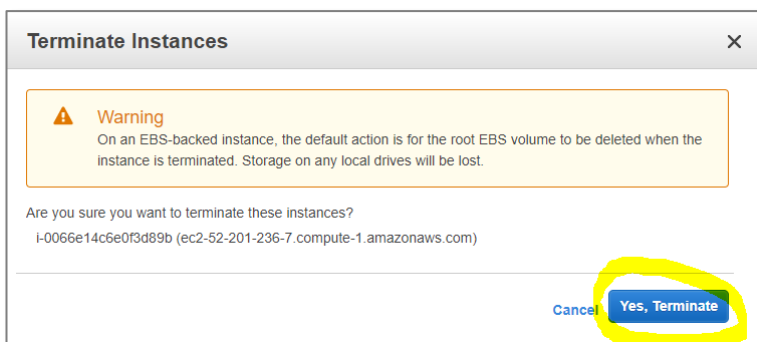 Terminate Instances
Warning
On an EBS-backed instance, the default action is for the root EBS volume to be deleted when the
instance is terminated. Storage on any local drives will be lost.
Are you sure you want to terminate these instances?
i-0066e14c6e0f3d89b (ec2-52-201-236-7.compute-1.amazonaws.com)
Cancel Yes, Terminate